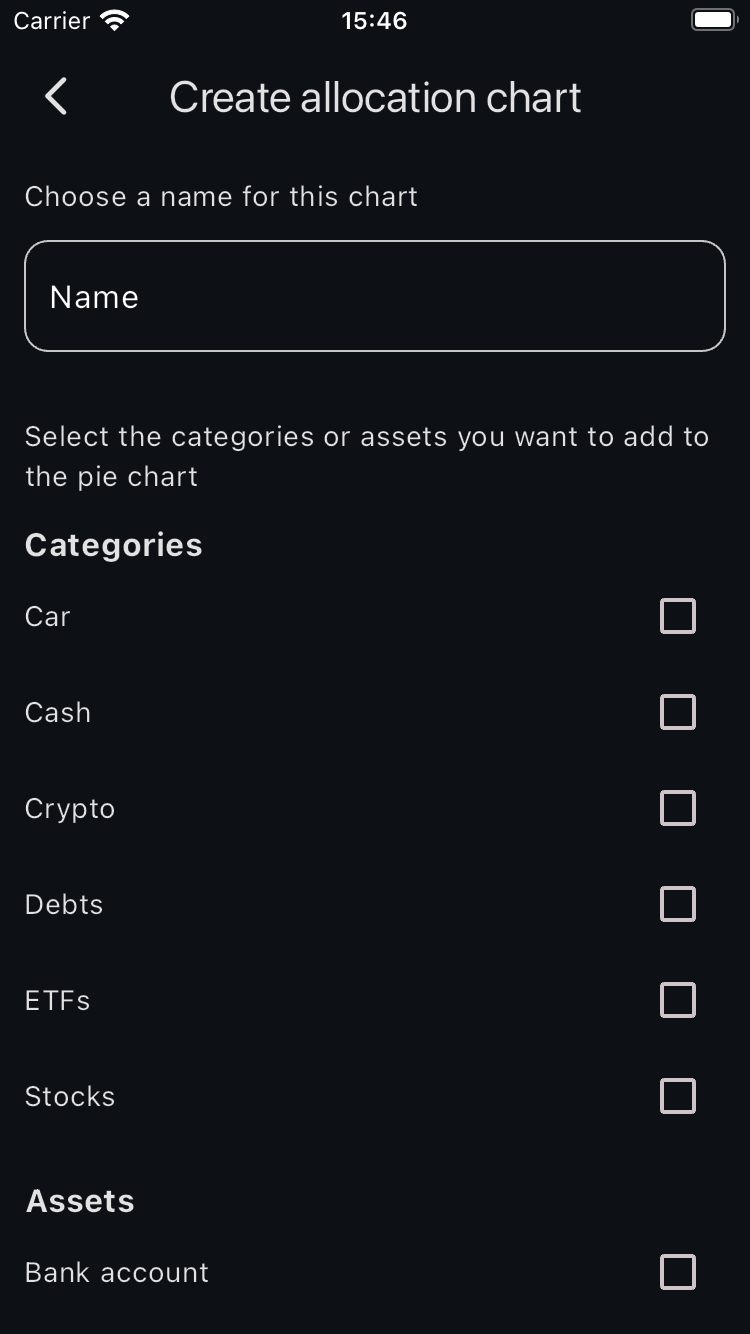 Carrier 15:46
Create allocation chart
Choose a name for this chart
Name
Select the categories or assets you want to add to
the pie chart
Categories
Car
Cash
Crypto
Debts
ETFs
Stocks
Assets
Bank account